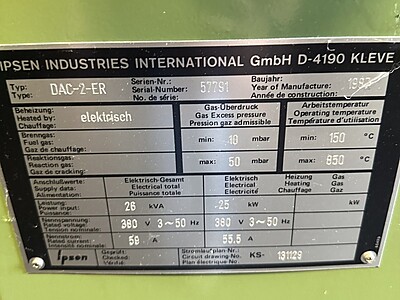 IPSEN INDUSTRIES INTERNATIONAL GmbH D-4190 KLEVE
Typ: Type: Type: DAC-2-ER Serien-Nr.: Serial-Number: No. de série: 57791 Baujahr: Year of Manufacture: Année de construction:
Beheizung: Heated by: Chauffage: elektrisch Gas-Überdruck Gas Excess pressure Pression gaz admissible Arbeitstemperatur Operating temperature Températur d'utilisation
Brenngas: Fuel gas: Gaz de chauffage: min: 10 mbar min: 150 °C
Reaktionsgas: Reaction gas: Gaz de cracking: max: 50 mbar max: 850 °C
Anschlußwerte: Supply data: Alimentation: Elektrisch-Gesamt Electrical total Electricité totale Elektrisch Electrical Electricité Heizung Heating Chauffage Gas Gas Gaz
Leistung: Power input: Puissance: 26 kVA 25 kW kW
Nennspannung: Rated voltage: Tension nominale: 380 V 3~50 Hz 380 V 3~50 Hz
Nennstrom: Rated current: Intensité nominale: A 55.5 A
Ipsen Geprüft: Checked: Vérifié: Stromlaufplan Nr. Circuit drawing No. Plan électrique No. KS- 131129